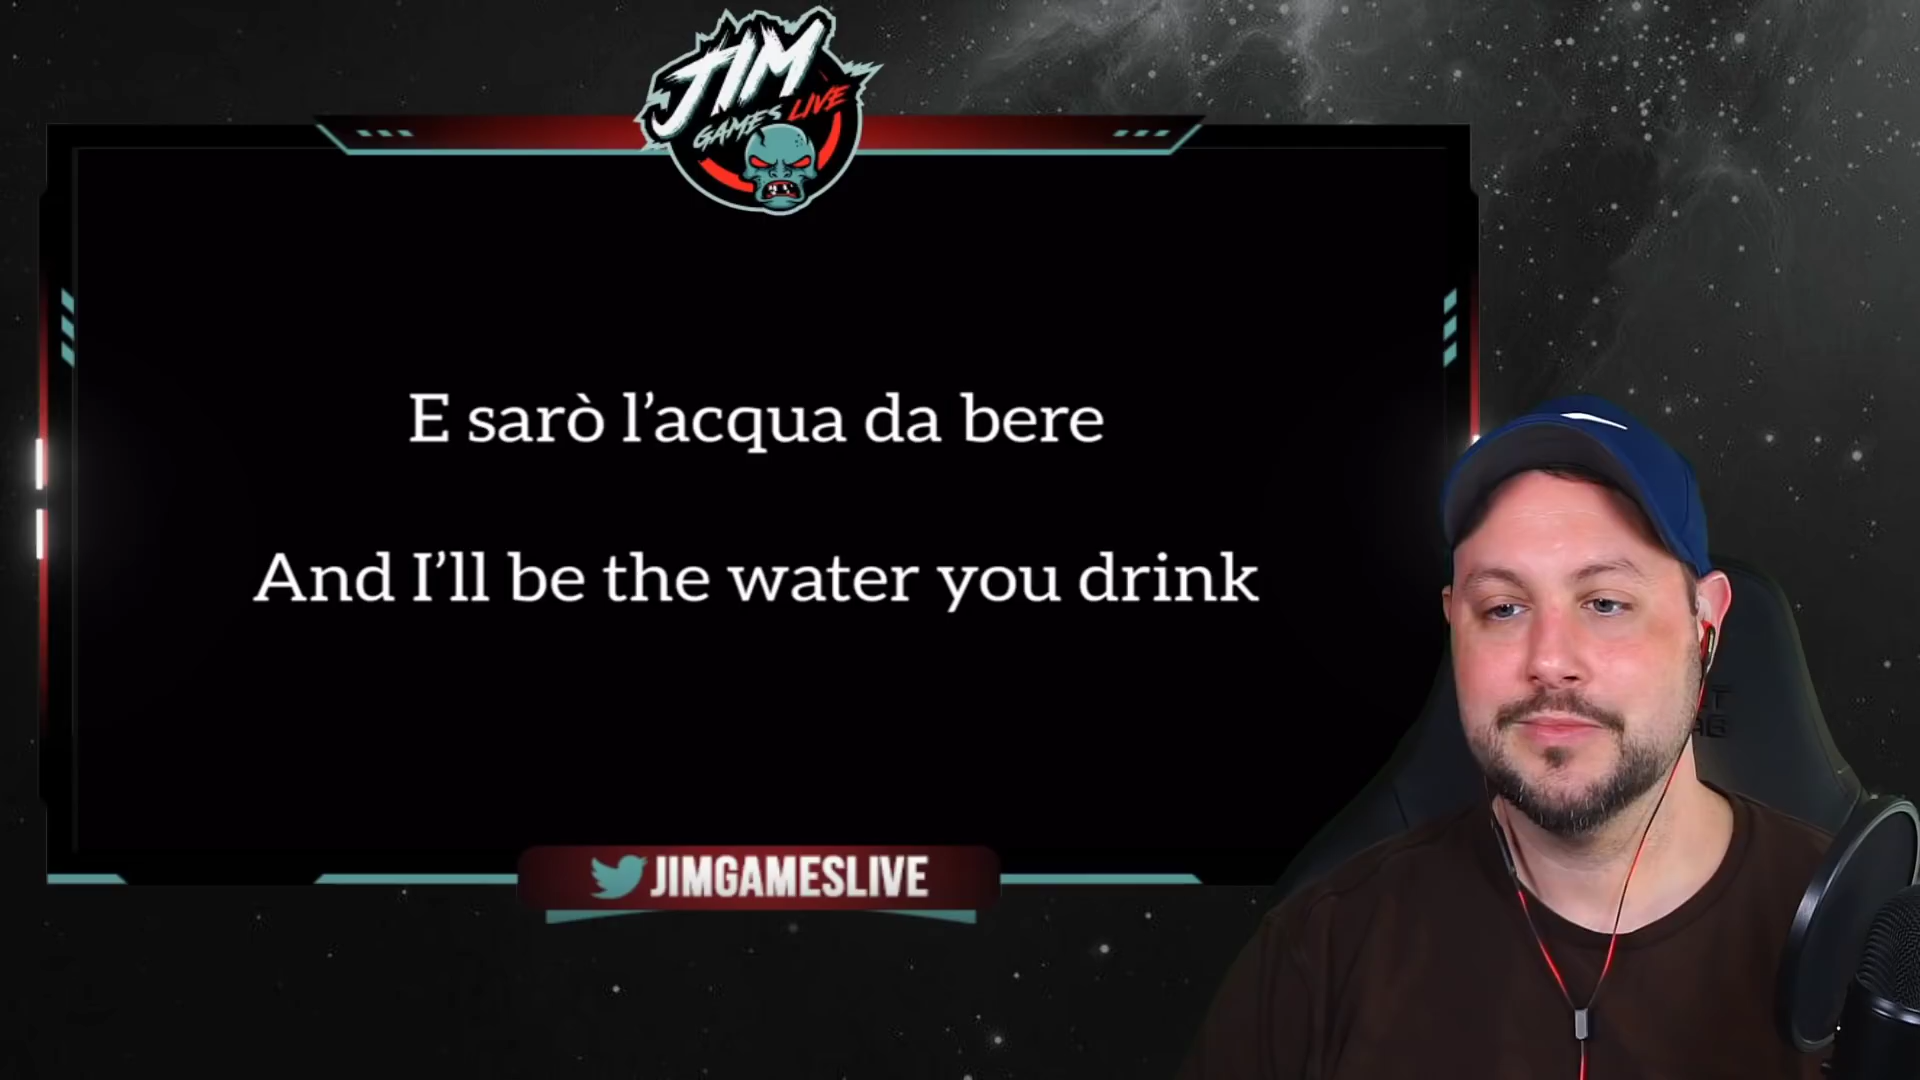 JIM
GAMES LIVE
E sarò l’acqua da bere
And I’ll be the water you drink
JIMGAMESLIVE